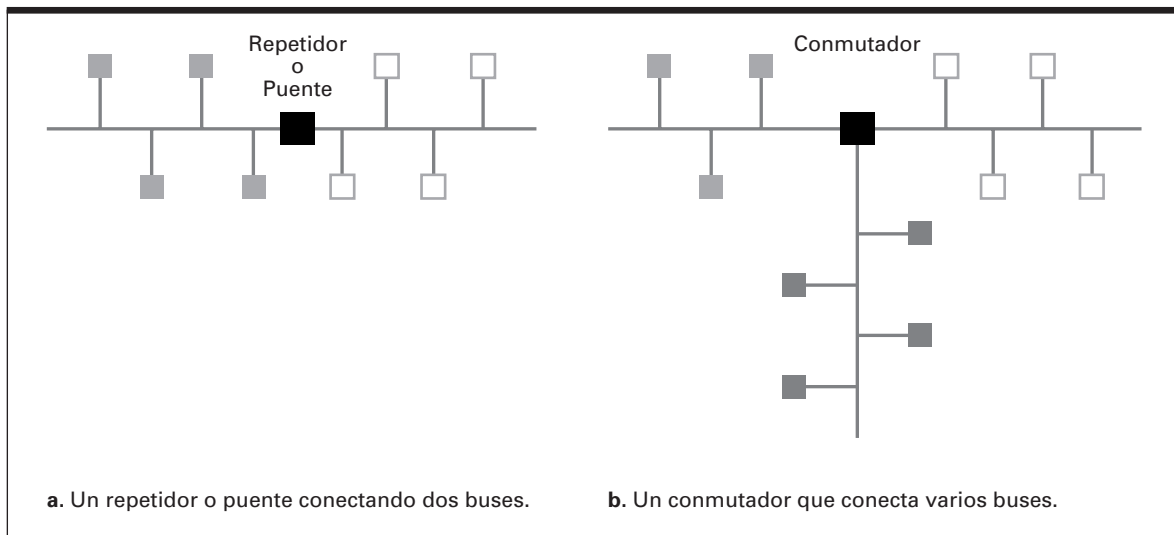 Repetidor
o
Puente
Conmutador
a. Un repetidor o puente conectando dos buses.
b. Un conmutador que conecta varios buses.